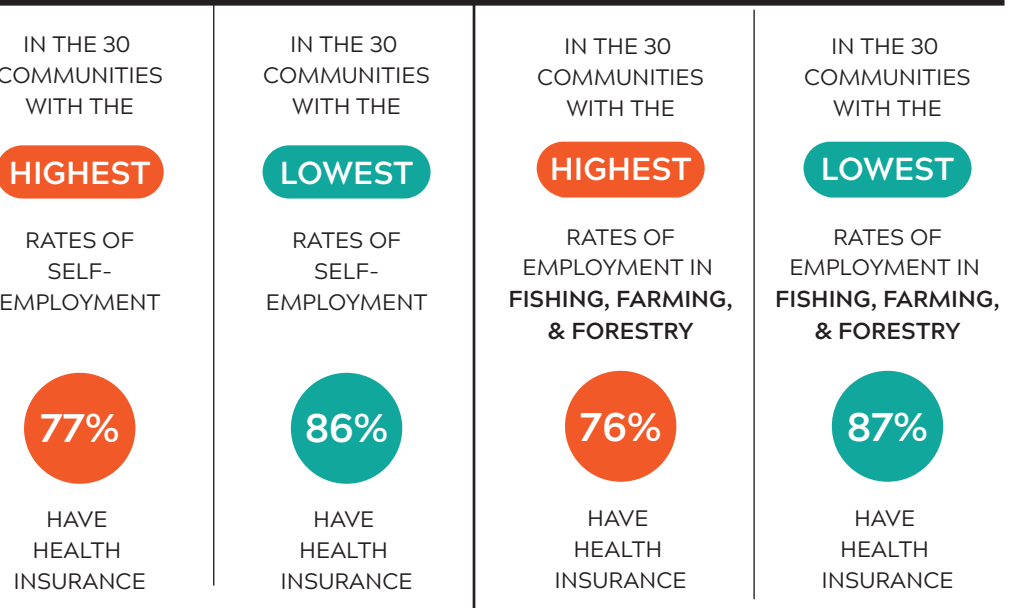 IN THE 30
COMMUNITIES
WITH THE
HIGHEST
RATES OF
SELF-
EMPLOYMENT
77%
HAVE
HEALTH
INSURANCE
IN THE 30
COMMUNITIES
WITH THE
LOWEST
RATES OF
SELF-
EMPLOYMENT
86%
HAVE
HEALTH
INSURANCE
IN THE 30
COMMUNITIES
WITH THE
HIGHEST
RATES OF
EMPLOYMENT IN
FISHING, FARMING,
& FORESTRY
76%
HAVE
HEALTH
INSURANCE
IN THE 30
COMMUNITIES
WITH THE
LOWEST
RATES OF
EMPLOYMENT IN
FISHING, FARMING,
& FORESTRY
87%
HAVE
HEALTH
INSURANCE